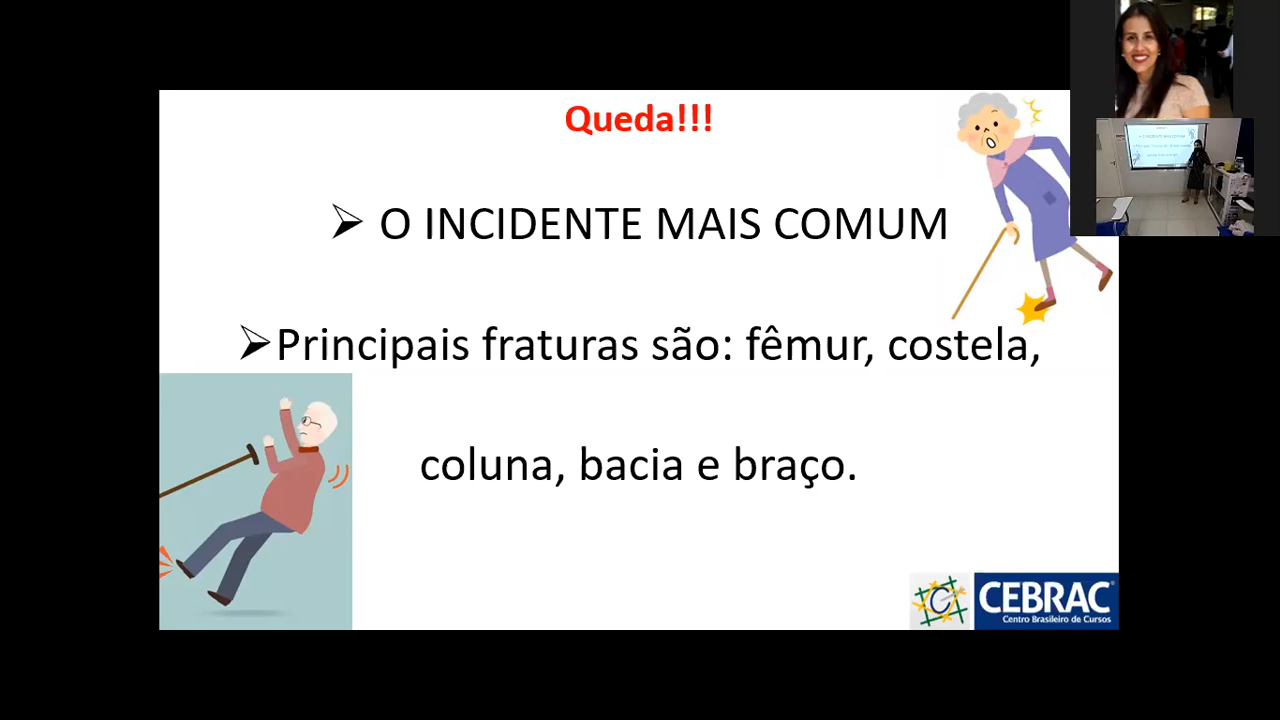 Queda!!!
➢ O INCIDENTE MAIS COMUM
➢Principais fraturas são: fêmur, costela,
coluna, bacia e braço.
CEBRAC
Centro Brasileiro de Cursos